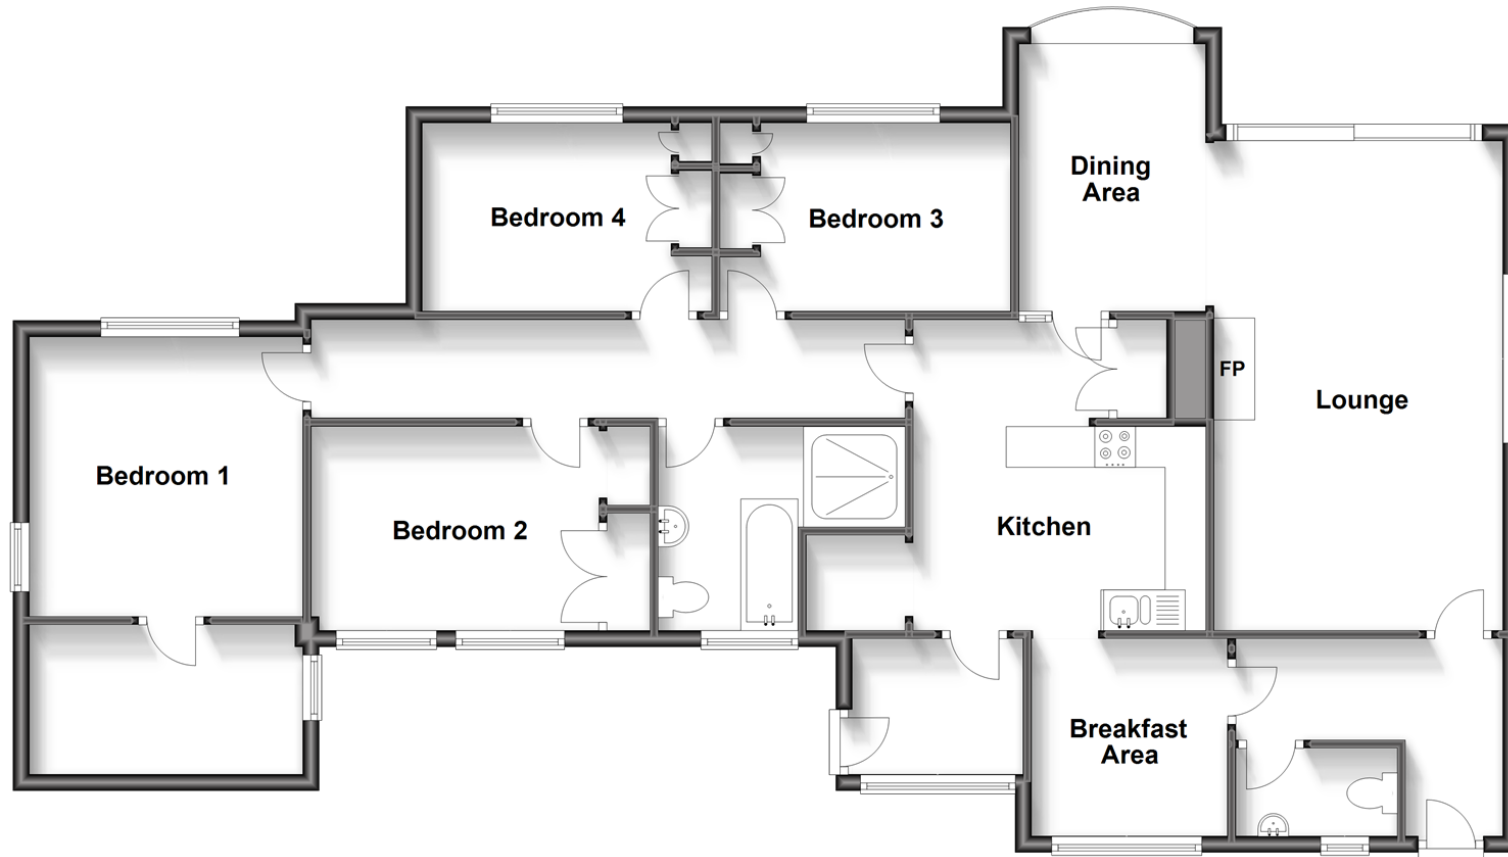 Dining
Area
Bedroom 4
Bedroom 3
FP
Lounge
Bedroom 1
Bedroom 2
Kitchen
Breakfast
Area